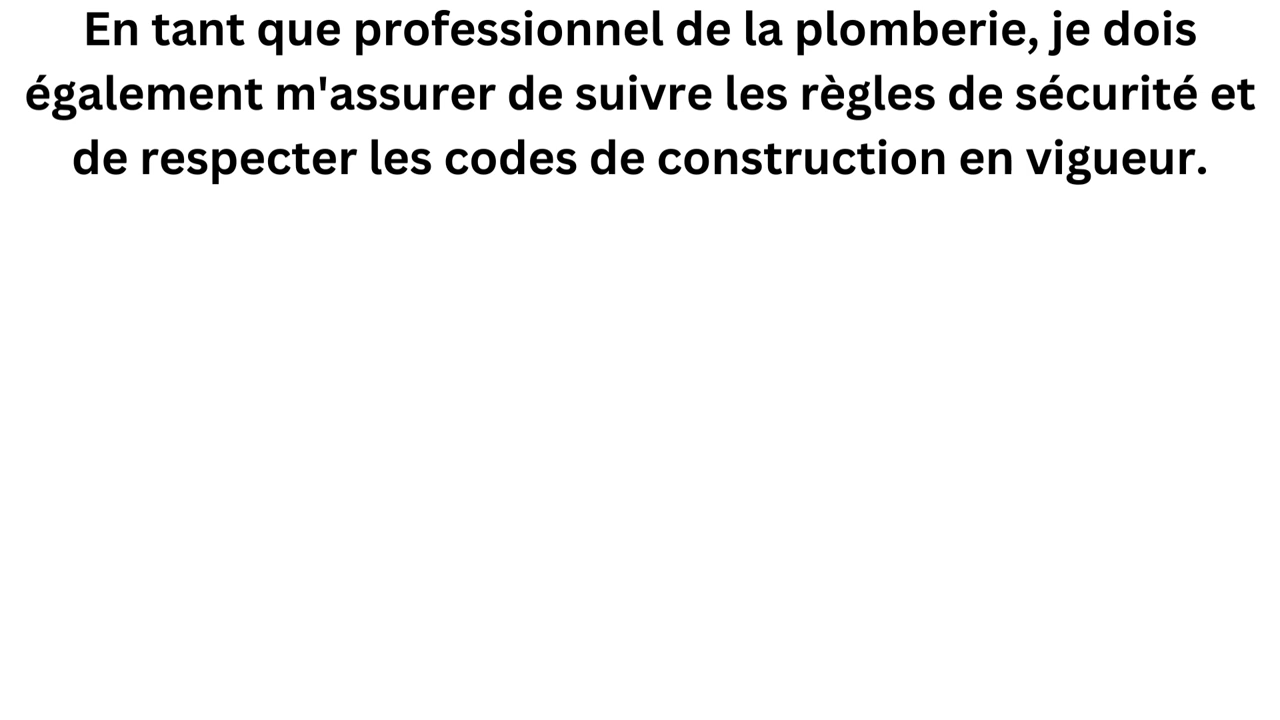 En tant que professionnel de la plomberie, je dois
également m'assurer de suivre les règles de sécurité et
de respecter les codes de construction en vigueur.